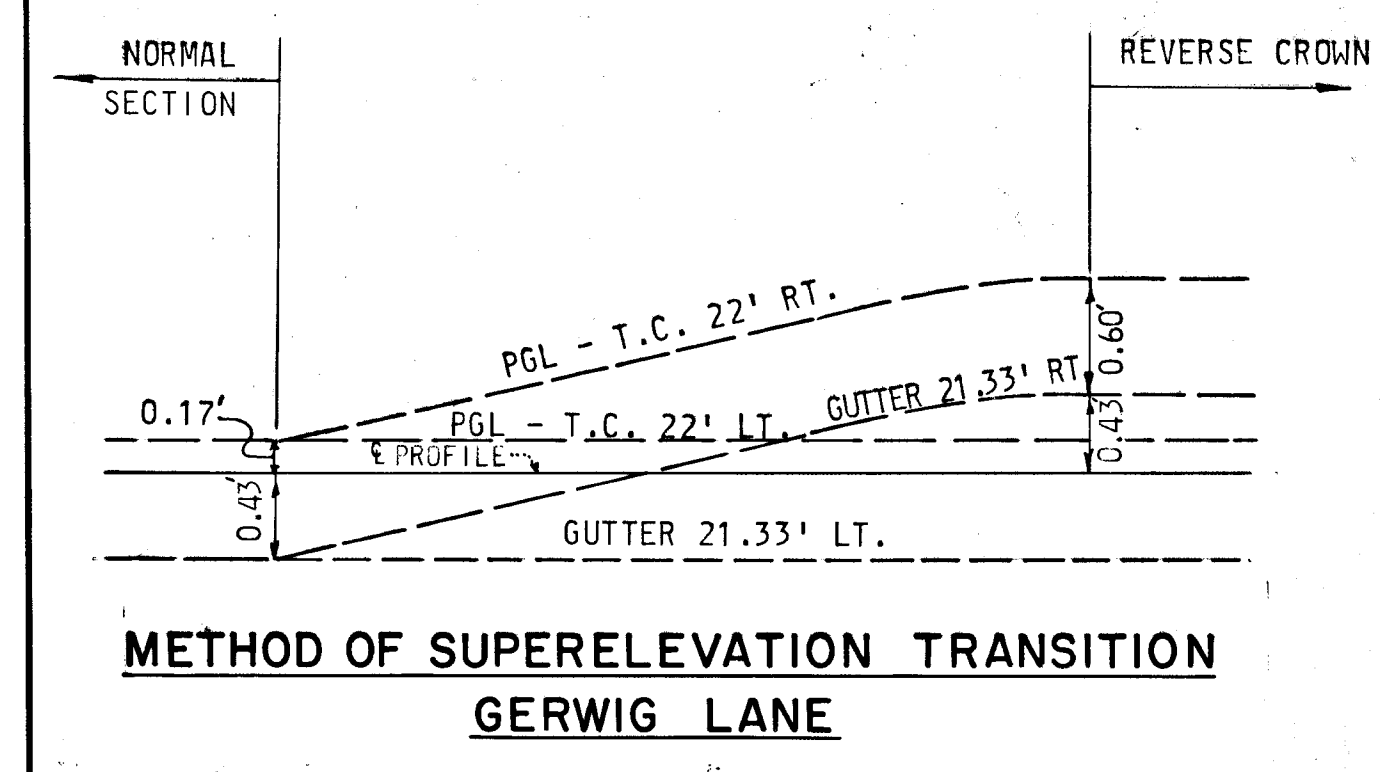 NORMAL
SECTION
REVERSE CROWN
PGL - T.C. 22' RT.
0.60'
GUTTER 21.33' RT
0.17'
PGL - T.C. 22' LT.
℄ PROFILE
0.43'
0.43'
GUTTER 21.33' LT.
METHOD OF SUPERELEVATION TRANSITION
GERWIG LANE